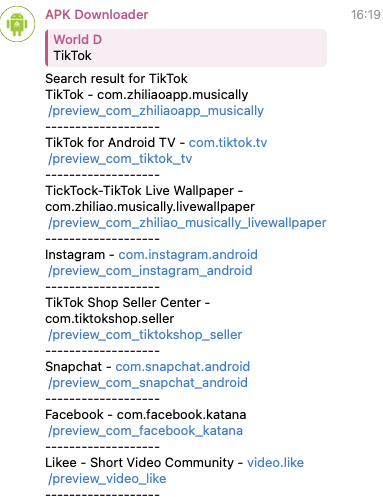 APK Downloader 16:19
World D
TikTok
Search result for TikTok
TikTok - com.zhiliaoapp.musically
/preview_com_zhiliaoapp_musically
-------------------
TikTok for Android TV - com.tiktok.tv
/preview_com_tiktok_tv
-------------------
TickTock-TikTok Live Wallpaper -
com.zhiliao.musically.livewallpaper
/preview_com_zhiliao_musically_livewallpaper
-------------------
Instagram - com.instagram.android
/preview_com_instagram_android
-------------------
TikTok Shop Seller Center -
com.tiktokshop.seller
/preview_com_tiktokshop_seller
-------------------
Snapchat - com.snapchat.android
/preview_com_snapchat_android
-------------------
Facebook - com.facebook.katana
/preview_com_facebook_katana
-------------------
Likee - Short Video Community - video.like
/preview_video_like
-------------------